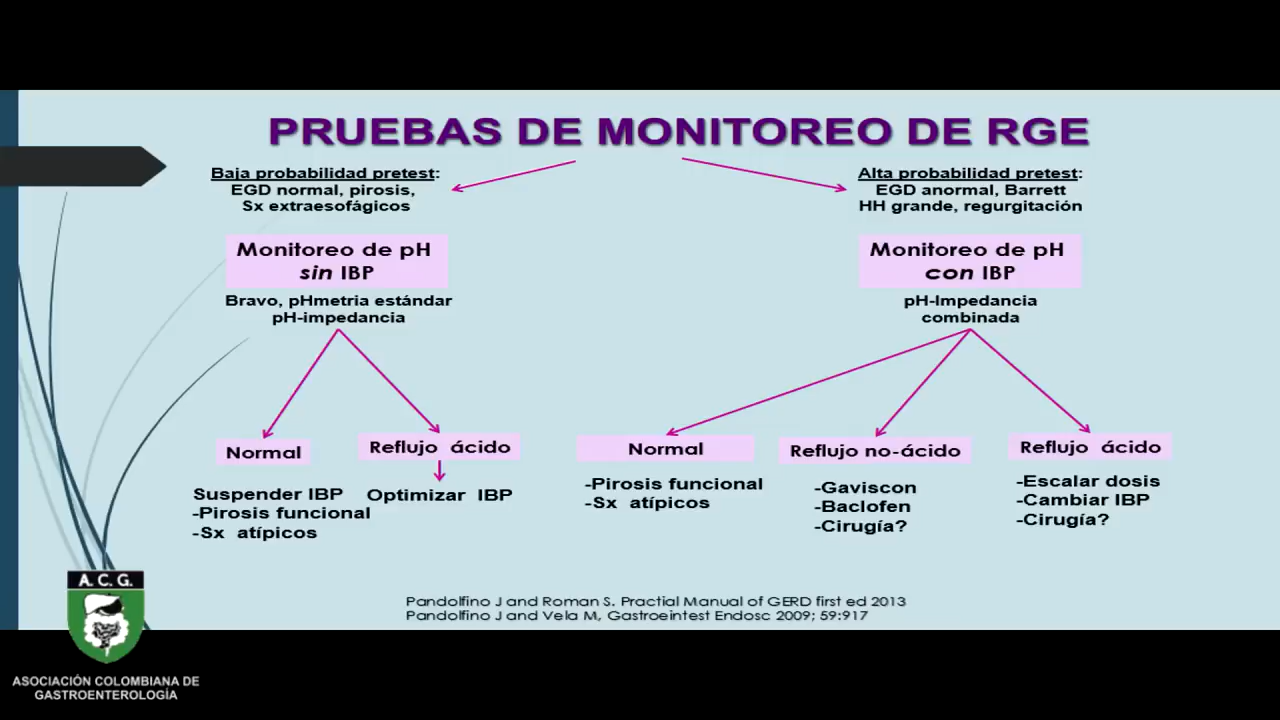 PRUEBAS DE MONITOREO DE RGE
Baja probabilidad pretest:
EGD normal, pirosis,
Sx extraesofágicos
Monitoreo de pH
sin IBP
Bravo, pHmetria estándar
pH-impedancia
Normal
Suspender IBP
-Pirosis funcional
-Sx atípicos
Reflujo ácido
Optimizar IBP
Alta probabilidad pretest:
EGD anormal, Barrett
HH grande, regurgitación
Monitoreo de pH
con IBP
pH-Impedancia
combinada
Normal
-Pirosis funcional
-Sx atípicos
Reflujo no-ácido
-Gaviscon
-Baclofen
-Cirugía?
Reflujo ácido
-Escalar dosis
-Cambiar IBP
-Cirugía?
Pandolfino J and Roman S. Practial Manual of GERD first ed 2013
Pandolfino J and Vela M, Gastroeintest Endosc 2009; 59:917
A. C. G.
ASOCIACIÓN COLOMBIANA DE
GASTROENTEROLOGÍA